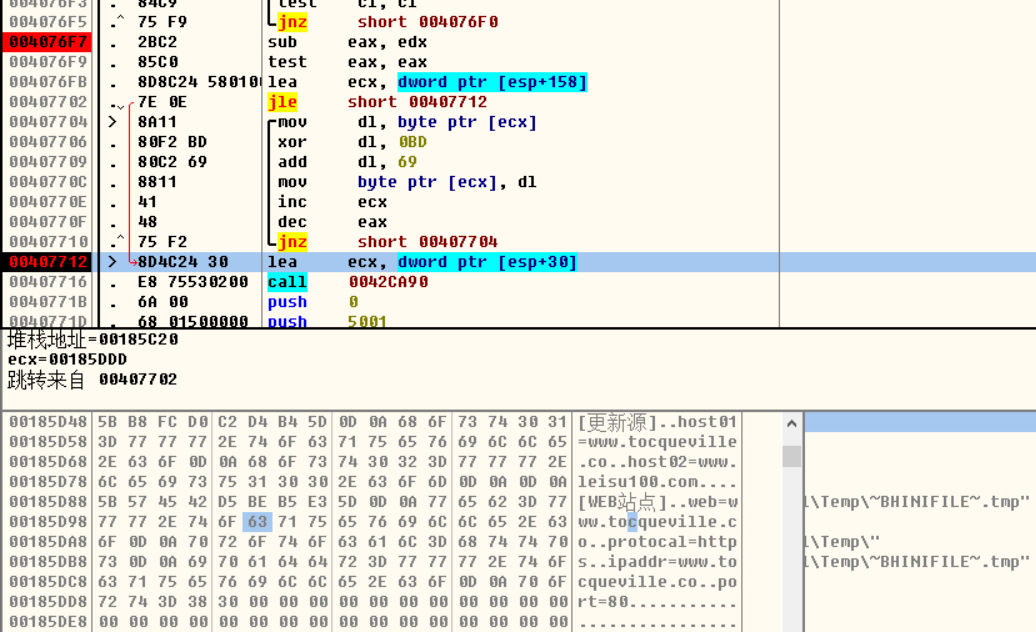 004076F3 . 84C9 test cl, cl
004076F5 .^ 75 F9 jnz short 004076F0
004076F7 . 2BC2 sub eax, edx
004076F9 . 85C0 test eax, eax
004076FB . 8D8C24 580100 lea ecx, dword ptr [esp+158]
00407702 .v 7E 0E jle short 00407712
00407704 > 8A11 mov dl, byte ptr [ecx]
00407706 . 80F2 BD xor dl, 0BD
00407709 . 80C2 69 add dl, 69
0040770C . 8811 mov byte ptr [ecx], dl
0040770E . 41 inc ecx
0040770F . 48 dec eax
00407710 .^ 75 F2 jnz short 00407704
00407712 > 8D4C24 30 lea ecx, dword ptr [esp+30]
00407716 . E8 75530200 call 0042CA90
0040771B . 6A 00 push 0
0040771D . 68 01500000 push 5001
堆栈地址=00185C20
ecx=00185DDD
跳转来自 00407702
00185D48 5B B8 FC D0 C2 D4 B4 5D 0D 0A 68 6F 73 74 30 31 [更新源]..host01
00185D58 3D 77 77 77 2E 74 6F 63 71 75 65 76 69 6C 6C 65 =www.tocqueville
00185D68 2E 63 6F 0D 0A 68 6F 73 74 30 32 3D 77 77 77 2E .co..host02=www.
00185D78 6C 65 69 73 75 31 30 30 2E 63 6F 6D 0D 0A 0D 0A leisu100.com....
00185D88 5B 57 45 42 D5 BE B5 E3 5D 0D 0A 77 65 62 3D 77 [WEB站点]..web=w
l\Temp\~BHINIFILE~.tmp"
00185D98 77 77 2E 74 6F 63 71 75 65 76 69 6C 6C 65 2E 63 ww.tocqueville.c
00185DA8 6F 0D 0A 70 72 6F 74 6F 63 61 6C 3D 68 74 74 70 o..protocal=http
l\Temp\"
00185DB8 73 0D 0A 69 70 61 64 64 72 3D 77 77 77 2E 74 6F s..ipaddr=www.to
l\Temp\~BHINIFILE~.tmp"
00185DC8 63 71 75 65 76 69 6C 6C 65 2E 63 6F 0D 0A 70 6F cqueville.co..po
00185DD8 72 74 3D 38 30 00 00 00 00 00 00 00 00 00 00 00 rt=80...........
00185DE8 00 00 00 00 00 00 00 00 00 00 00 00 00 00 00 00 ................